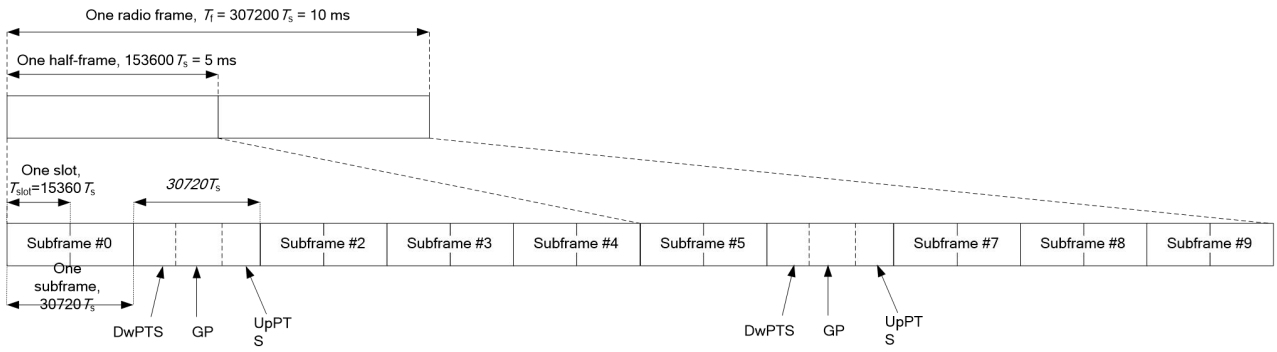 One radio frame, Tf = 307200 Ts = 10 ms
One half-frame, 153600 Ts = 5 ms
One slot,
Tslot=15360 Ts
30720Ts
Subframe #0
Subframe #2
Subframe #3
Subframe #4
Subframe #5
Subframe #7
Subframe #8
Subframe #9
One
subframe,
30720 Ts
DwPTS
GP
UpPT
S
DwPTS
GP
UpPT
S